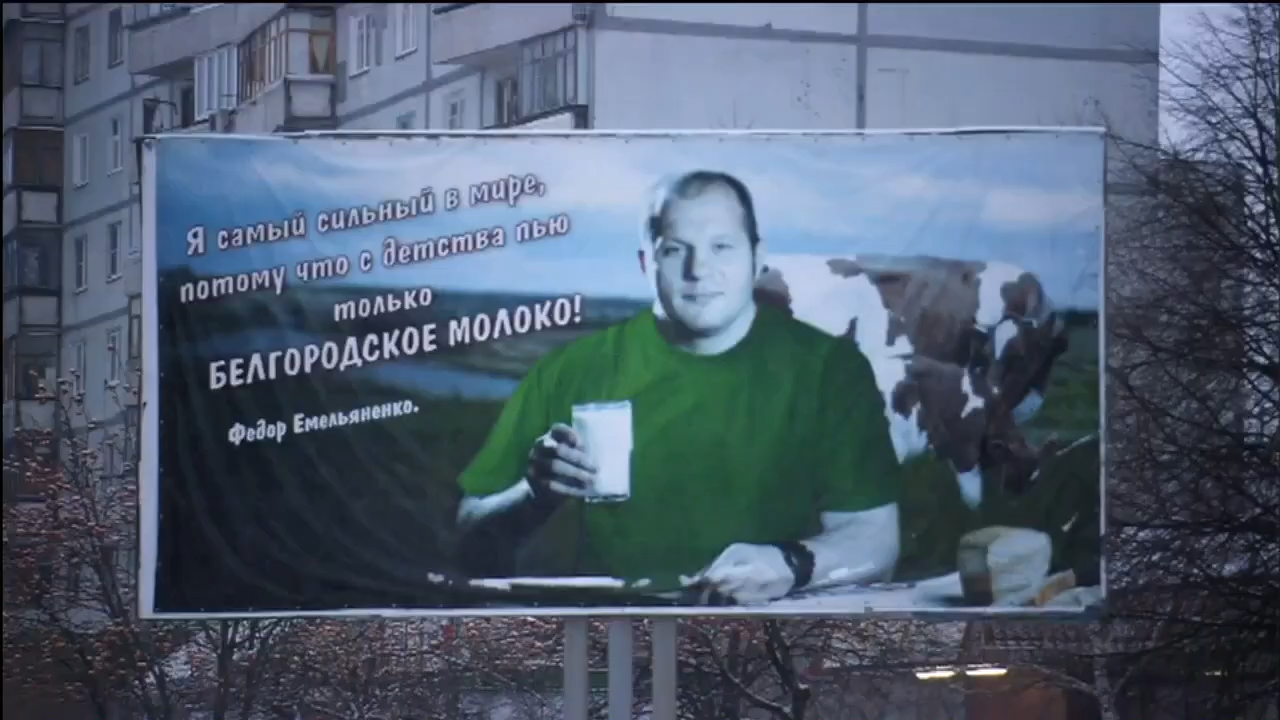 Я самый сильный в мире,
потому что с детства пью
только
БЕЛГОРОДСКОЕ МОЛОКО!
Федор Емельяненко.